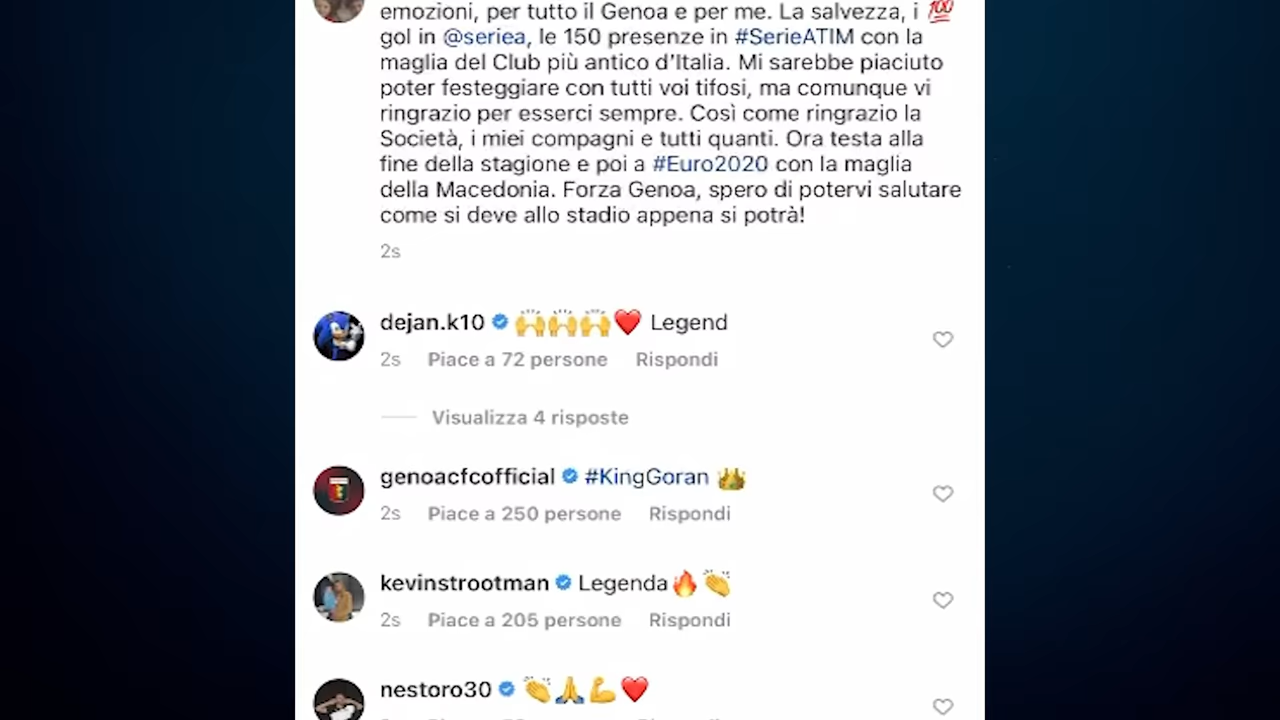 emozioni, per tutto il Genoa e per me. La salvezza, i 💯
gol in @seriea, le 150 presenze in #SerieATIM con la
maglia del Club più antico d'Italia. Mi sarebbe piaciuto
poter festeggiare con tutti voi tifosi, ma comunque vi
ringrazio per esserci sempre. Così come ringrazio la
Società, i miei compagni e tutti quanti. Ora testa alla
fine della stagione e poi a #Euro2020 con la maglia
della Macedonia. Forza Genoa, spero di potervi salutare
come si deve allo stadio appena si potrà!
2s
dejan.k10 🙌🙌🙌❤️ Legend
2s Piace a 72 persone Rispondi
Visualizza 4 risposte
genoacfcofficial #KingGoran 👑
2s Piace a 250 persone Rispondi
kevinstrootman Legenda🔥👏
2s Piace a 205 persone Rispondi
nestoro30 👏🙏💪❤️